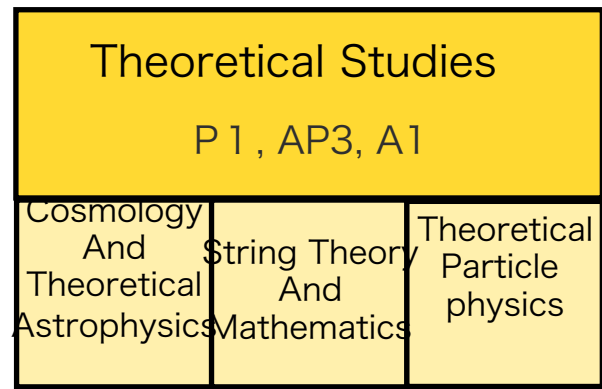 Theoretical Studies
P 1 , AP3, A1
Cosmology
And
Theoretical
Astrophysics
String Theory
And
Mathematics
Theoretical
Particle
physics